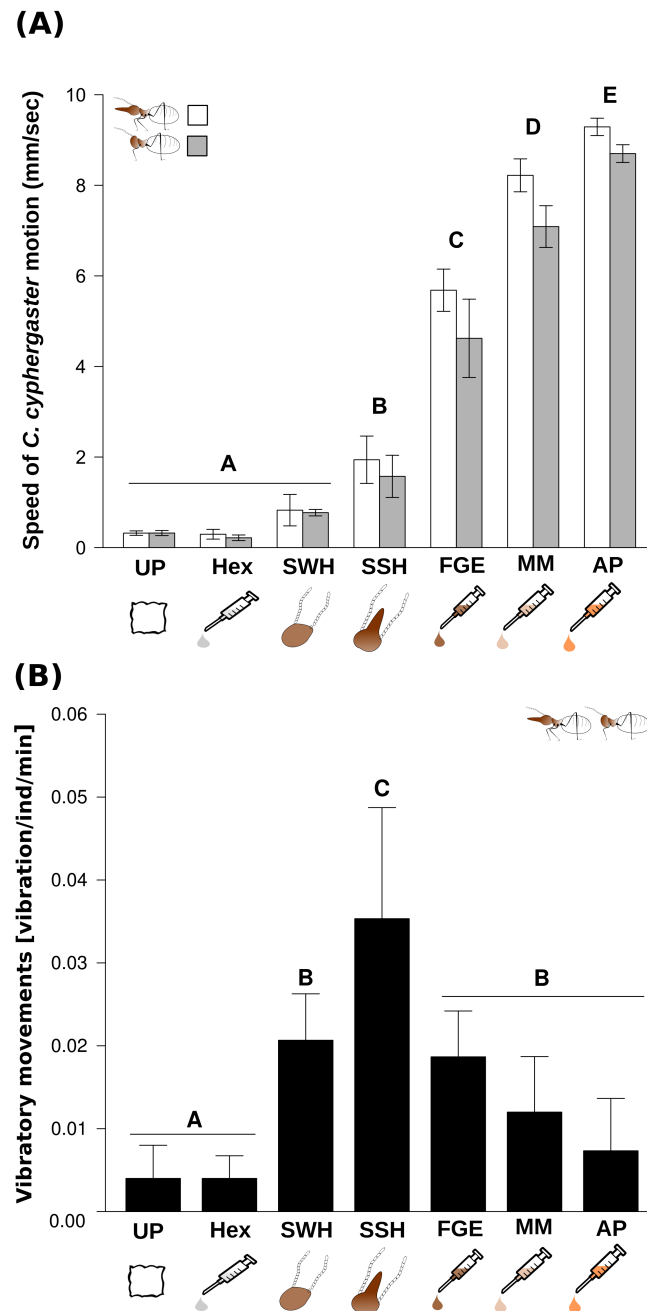 (A)
Speed of C. cyphergaster motion (mm/sec)
10
8
6
4
2
0
A
B
C
D
E
UP Hex SWH SSH FGE MM AP
(B)
Vibratory movements [vibration/ind/min]
0.06
0.05
0.04
0.03
0.02
0.01
0.00
A
B
C
B
UP Hex SWH SSH FGE MM AP